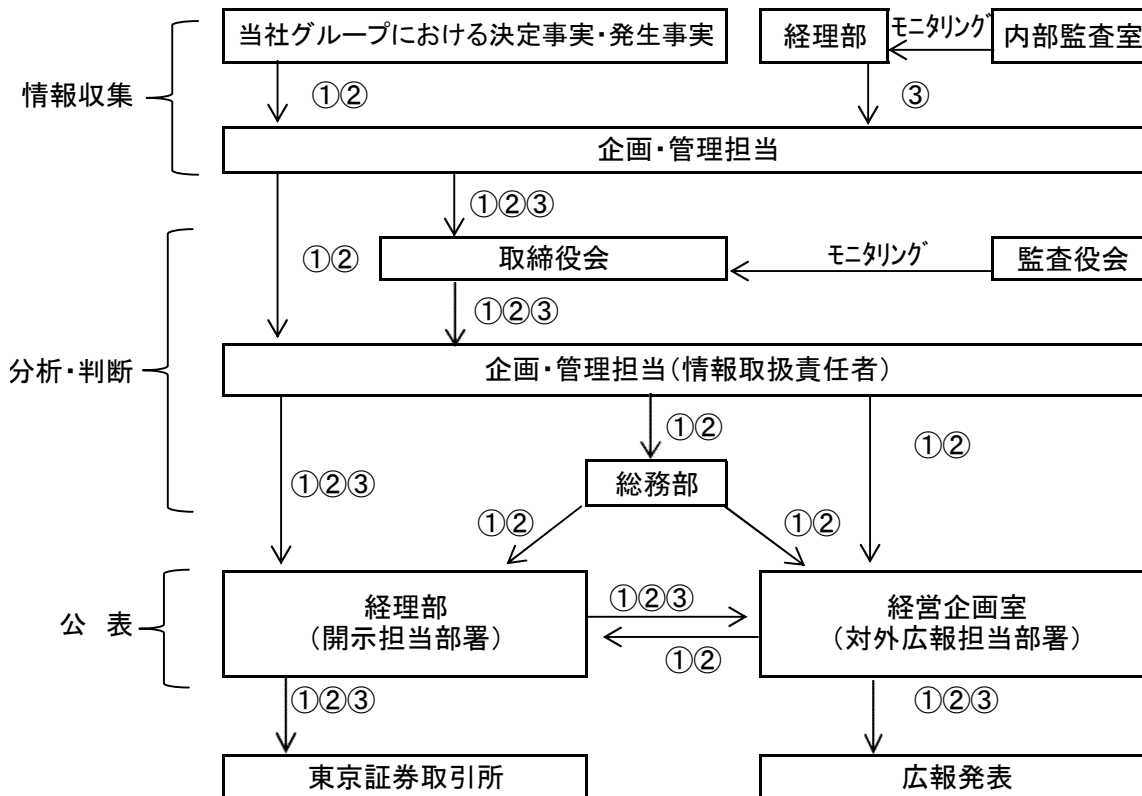 当社グループにおける決定事実・発生事実
経理部
モニタリング
内部監査室
情報収集
①②
③
企画・管理担当
①②③
①②
取締役会
モニタリング
監査役会
①②③
分析・判断
企画・管理担当(情報取扱責任者)
①②
①②
①②③
総務部
①②
①②
公 表
経理部
(開示担当部署)
①②③
①②
経営企画室
(対外広報担当部署)
①②③
①②③
東京証券取引所
広報発表